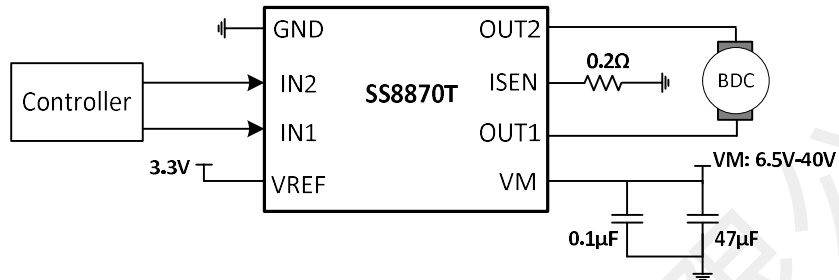 GND
OUT2
0.2Ω
Controller
IN2
SS8870T
ISEN
BDC
IN1
OUT1
3.3V
VREF
VM
VM: 6.5V-40V
0.1μF
47μF